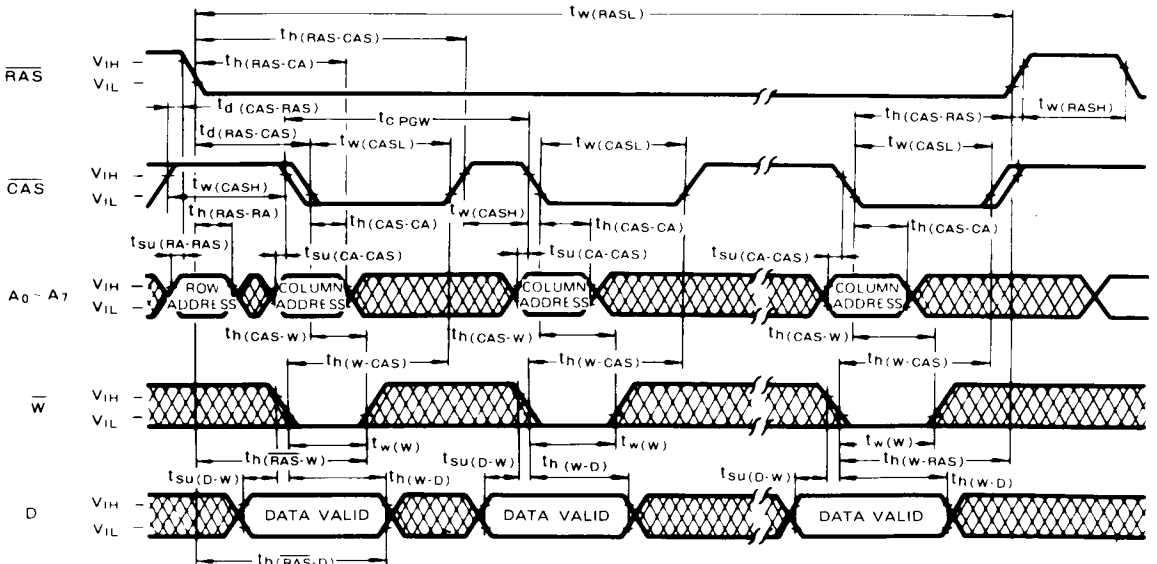 tw(RASL)
th(RAS-CAS)
th(RAS-CA)
RAS
VIH
VIL
td(CAS-RAS)
tCPGW
th(CAS-RAS)
tw(RASH)
td(RAS-CAS)
tw(CASL)
tw(CASL)
tw(CASL)
CAS
VIH
VIL
tw(CASH)
tw(CASH)
th(RAS-RA)
th(CAS-CA)
th(CAS-CA)
th(CAS-CA)
tsu(RA-RAS)
tsu(CA-CAS)
tsu(CA-CAS)
tsu(CA-CAS)
A0~A7
VIH
VIL
ROW ADDRESS
COLUMN ADDRESS
COLUMN ADDRESS
COLUMN ADDRESS
th(CAS-W)
th(CAS-W)
th(CAS-W)
th(W-CAS)
th(W-CAS)
th(W-CAS)
W
VIH
VIL
tw(W)
tw(W)
tw(W)
th(RAS-W)
tsu(D-W)
th(W-D)
tsu(D-W)
th(W-D)
tsu(D-W)
th(W-RAS)
th(W-D)
D
VIH
VIL
DATA VALID
DATA VALID
DATA VALID
th(RAS-D)